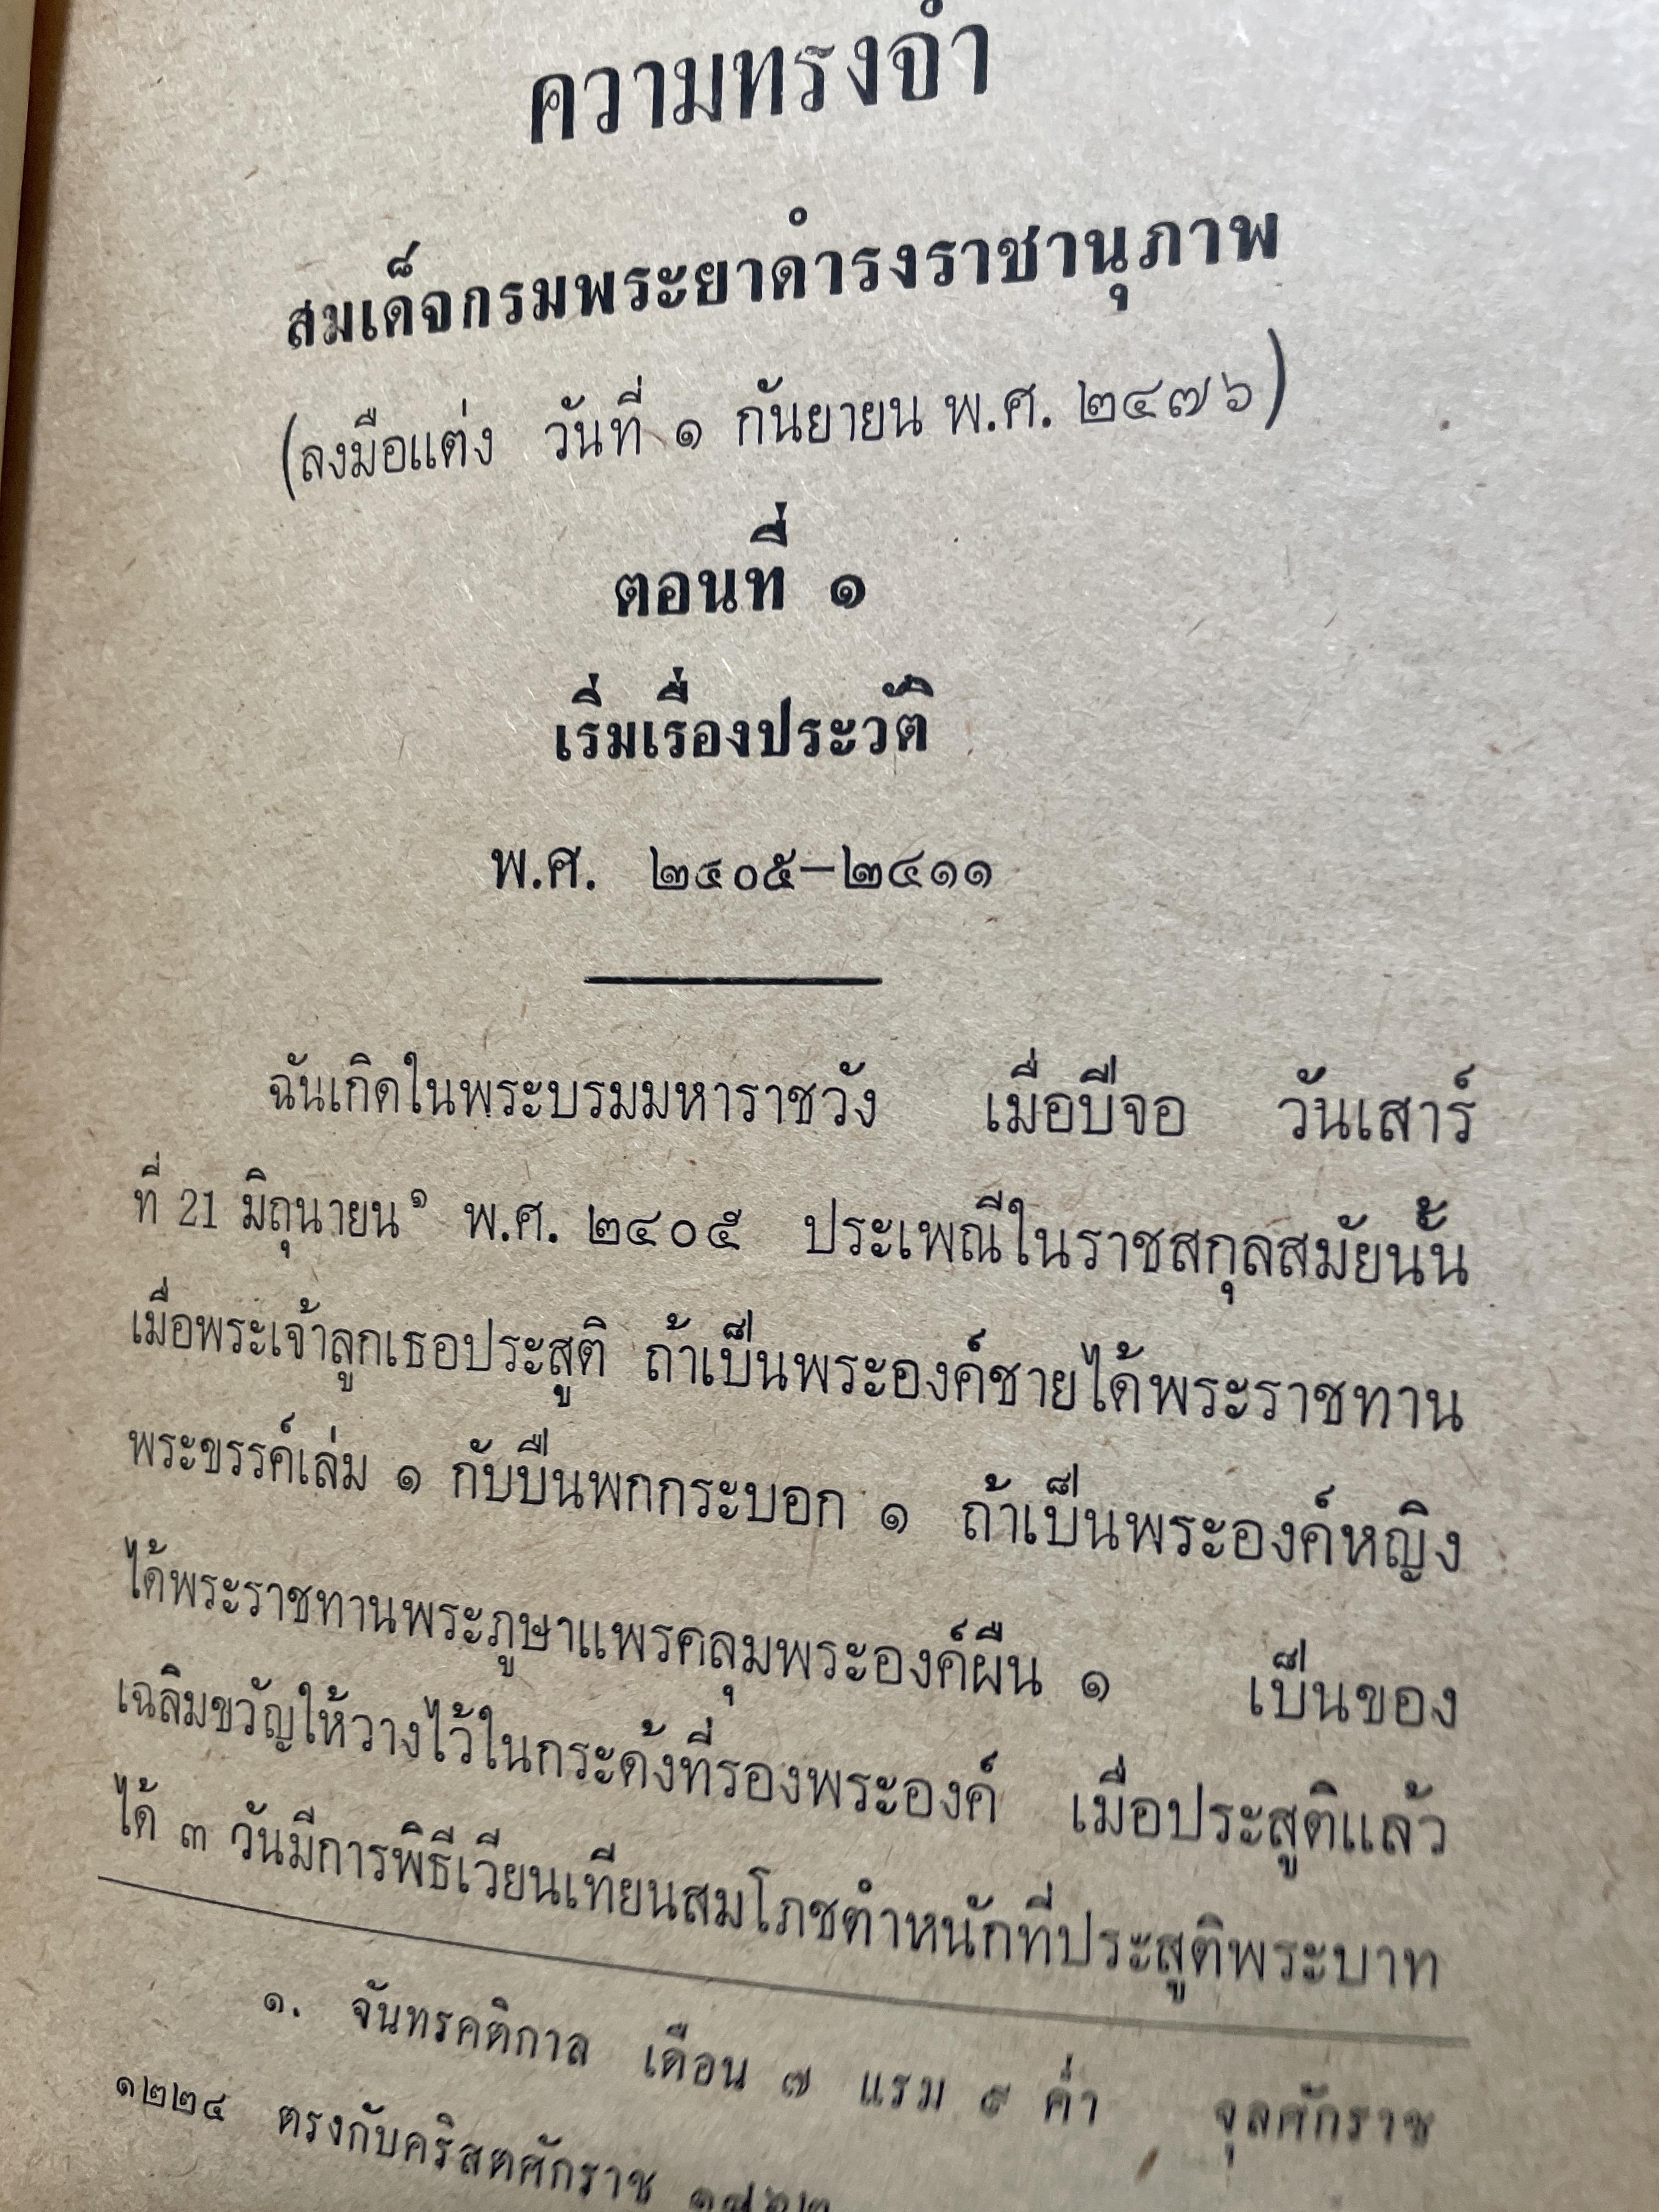 ความทรงจำ
สมเด็จกรมพระยาดำรงราชานุภาพ
(ลงมือแต่ง วันที่ ๑ กันยายน พ.ศ. ๒๔๗๖)
ตอนที่ ๑
เริ่มเรื่องประวัติ
พ.ศ. ๒๔๐๕-๒๔๑๑
ฉันเกิดในพระบรมมหาราชวัง เมื่อปีจอ วันเสาร์
ที่ 21 มิถุนายน๑ พ.ศ. ๒๔๐๕ ประเพณีในราชสกุลสมัยนั้น
เมื่อพระเจ้าลูกเธอประสูติ ถ้าเป็นพระองค์ชายได้พระราชทาน
พระขรรค์เล่ม ๑ กับปืนพกกระบอก ๑ ถ้าเป็นพระองค์หญิง
ได้พระราชทานพระภูษาแพรคลุมพระองค์ผืน ๑ เป็นของ
เฉลิมขวัญให้วางไว้ในกระด้งที่รองพระองค์ เมื่อประสูติแล้ว
ได้ ๓ วันมีการพิธีเวียนเทียนสมโภชตำหนักที่ประสูติพระบาท
๑. จันทรคติกาล เดือน ๗ แรม ๙ ค่ำ จุลศักราช
๑๒๒๔ ตรงกับคริสตศักราช ๑๘๖๒